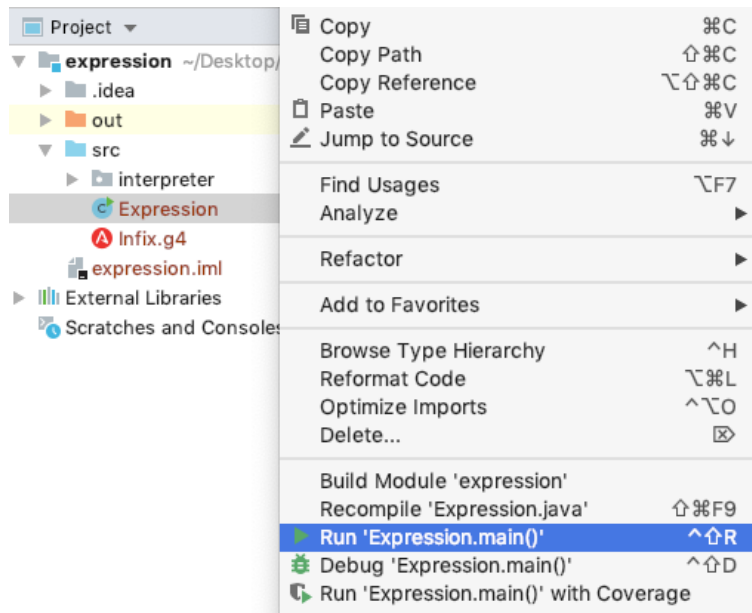 Project
expression ~/Desktop/
.idea
out
src
interpreter
Expression
Infix.g4
expression.iml
External Libraries
Scratches and Consoles
Copy ⌘C
Copy Path ⇧⌘C
Copy Reference ⌥⇧⌘C
Paste ⌘V
Jump to Source ⌘↓
Find Usages ⌥F7
Analyze
Refactor
Add to Favorites
Browse Type Hierarchy ^H
Reformat Code ⌥⌘L
Optimize Imports ^⌥O
Delete... ⌦
Build Module 'expression'
Recompile 'Expression.java' ⇧⌘F9
Run 'Expression.main()' ^⇧R
Debug 'Expression.main()' ^⇧D
Run 'Expression.main()' with Coverage